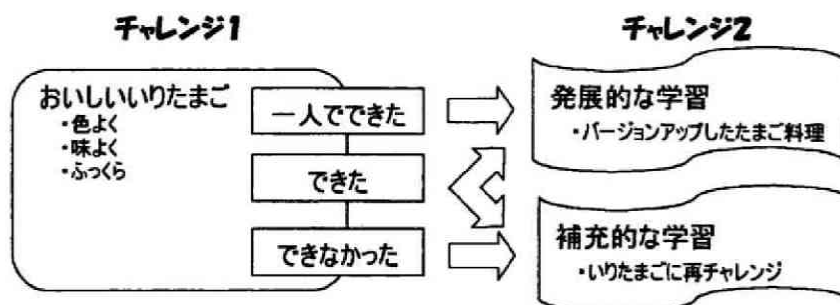 チャレンジ1
おいしいいりたまご
・色よく
・味よく
・ふっくら
一人でできた
できた
できなかった
チャレンジ2
発展的な学習
・バージョンアップしたたまご料理
補充的な学習
・いりたまごに再チャレンジ